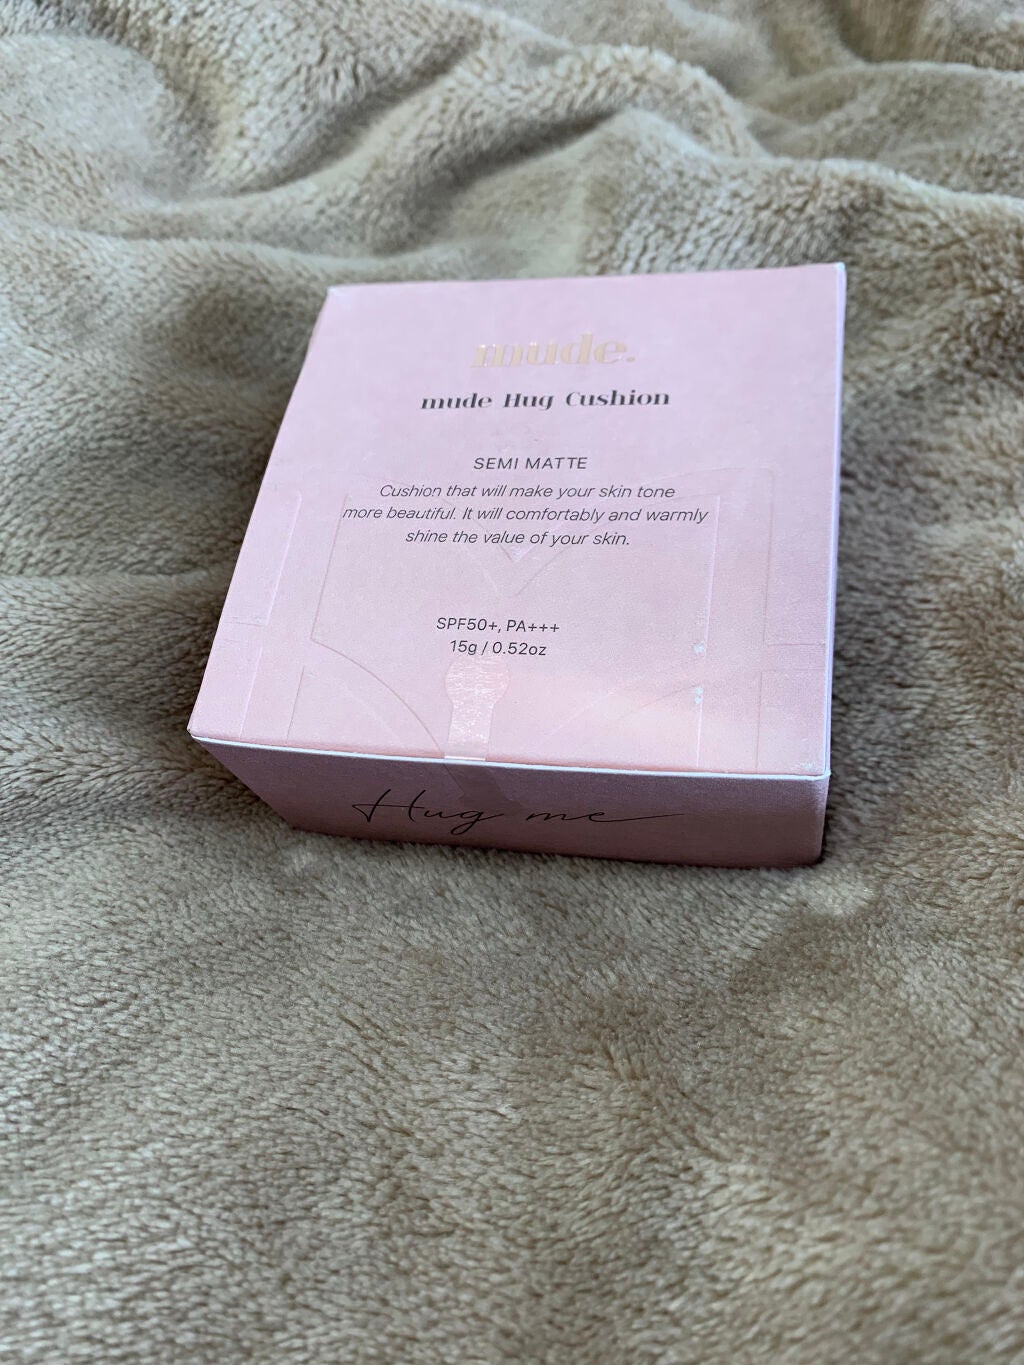 mude.
mude Hug Cushion
SEMI MATTE
Cushion that will make your skin tone
more beautiful. It will comfortably and warmly
shine the value of your skin.
SPF50+, PA+++
15g / 0.52oz
Hug me